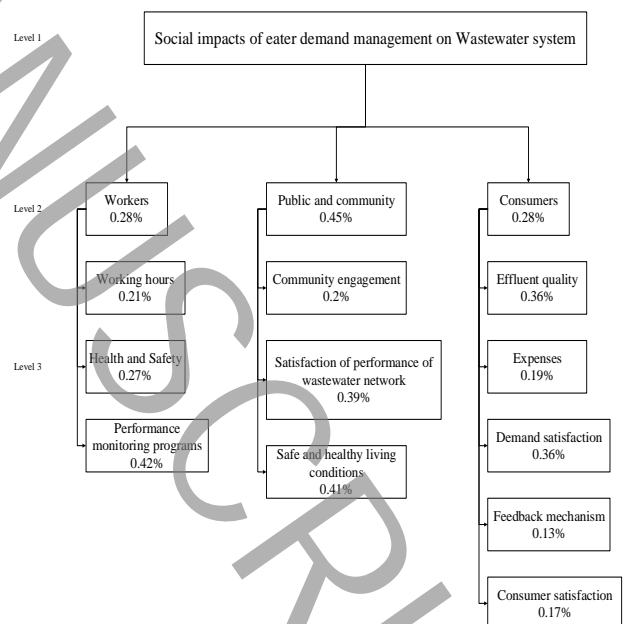 Level 1
Social impacts of eater demand management on Wastewater system
Level 2
Workers
0.28%
Public and community
0.45%
Consumers
0.28%
Working hours
0.21%
Community engagement
0.2%
Effluent quality
0.36%
Level 3
Health and Safety
0.27%
Satisfaction of performance of
wastewater network
0.39%
Expenses
0.19%
Performance
monitoring programs
0.42%
Safe and healthy living
conditions
0.41%
Demand satisfaction
0.36%
Feedback mechanism
0.13%
Consumer satisfaction
0.17%
NUSCRI